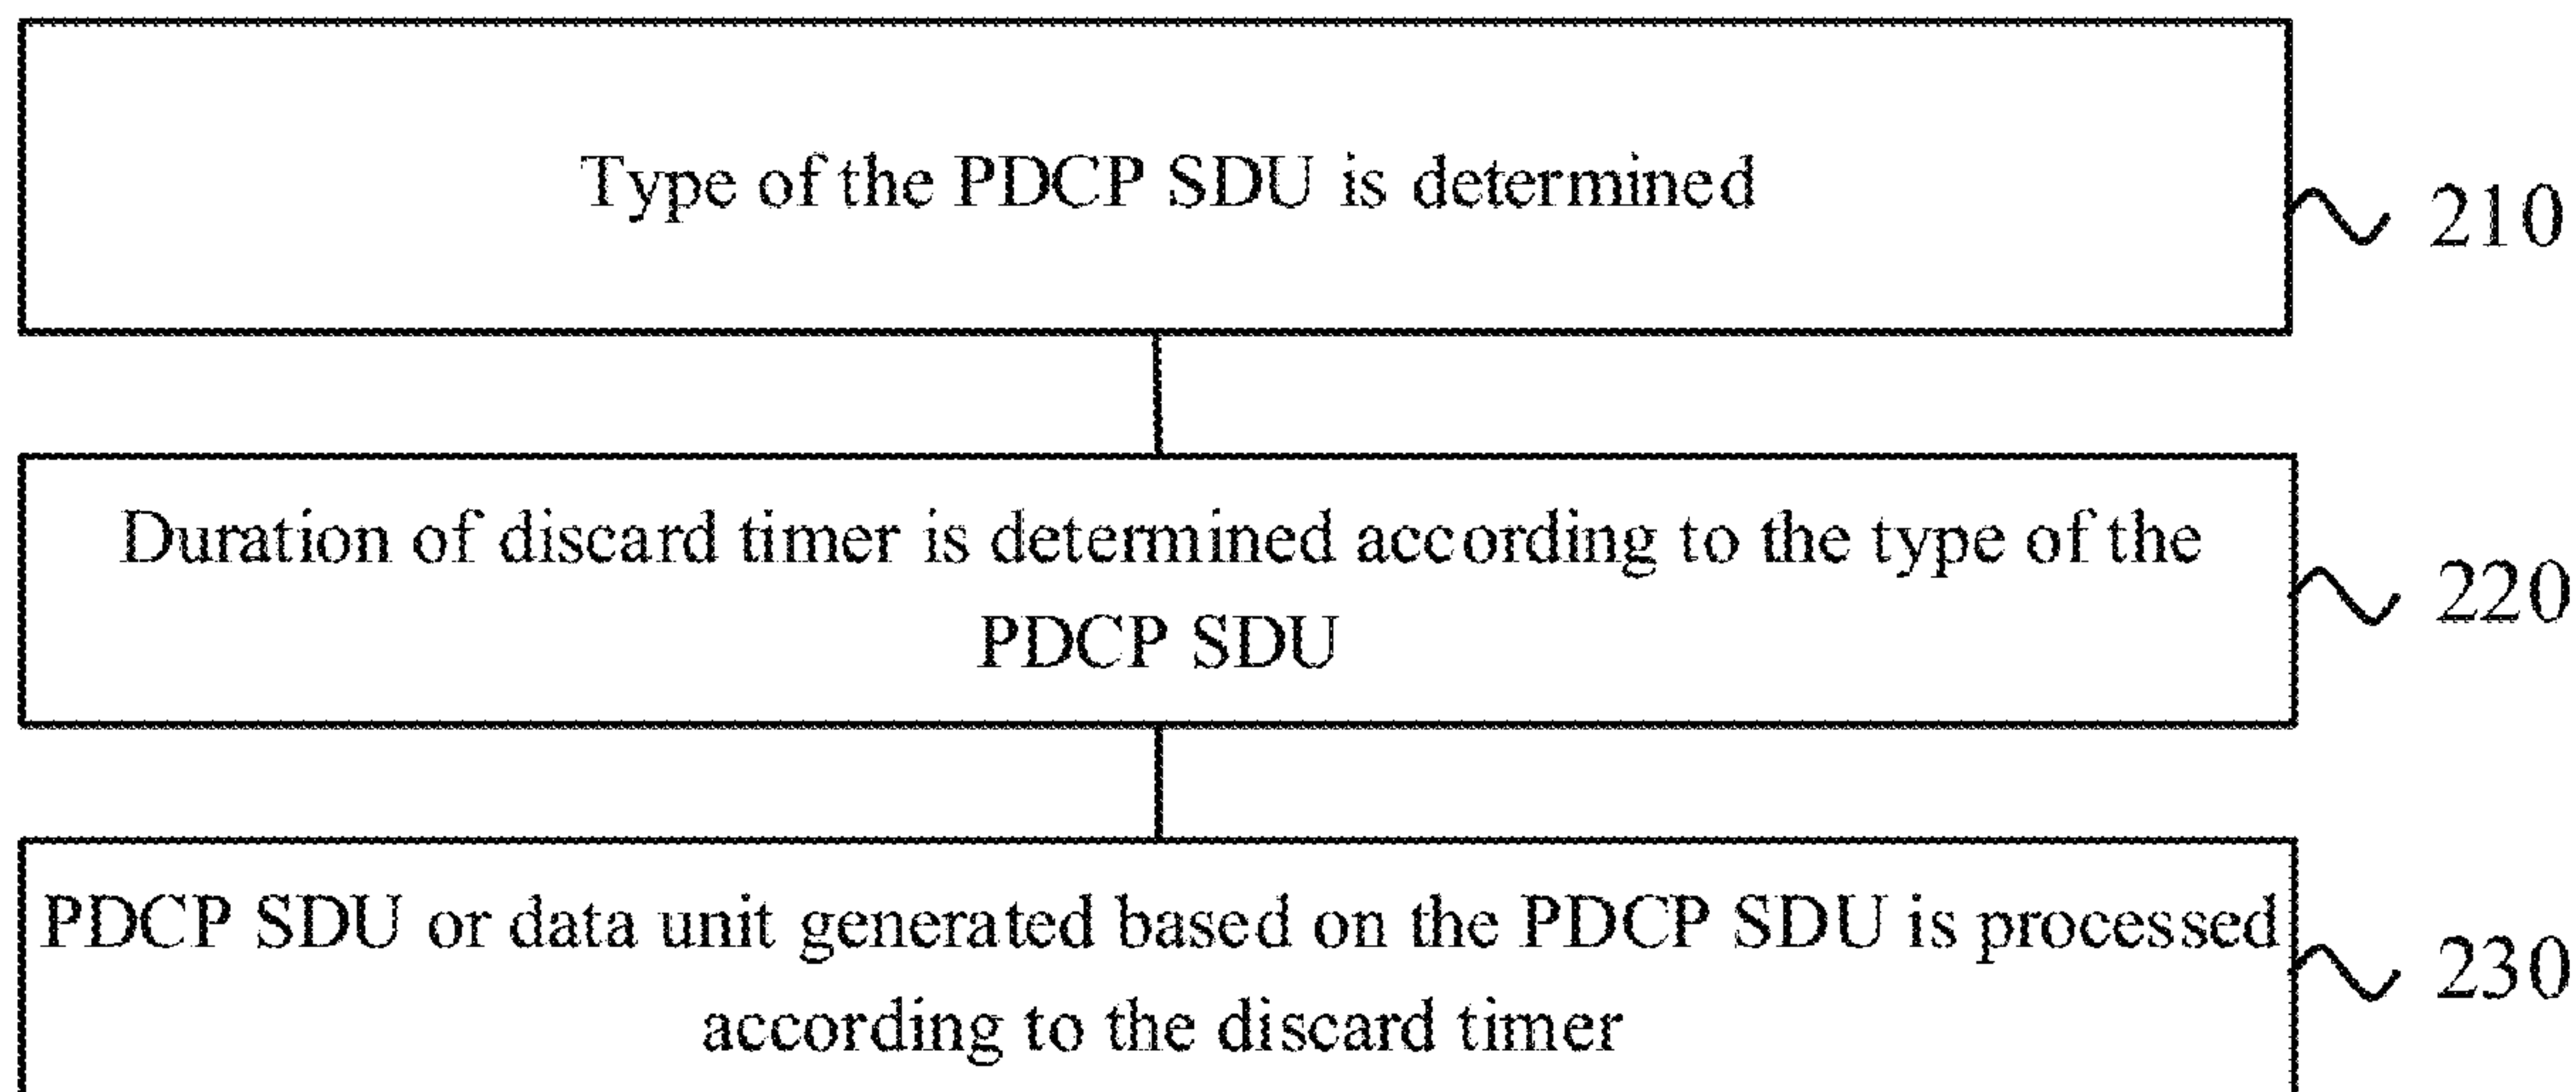 Type of the PDCP SDU is determined
210
Duration of discard timer is determined according to the type of the
PDCP SDU
220
PDCP SDU or data unit generated based on the PDCP SDU is processed
according to the discard timer
230